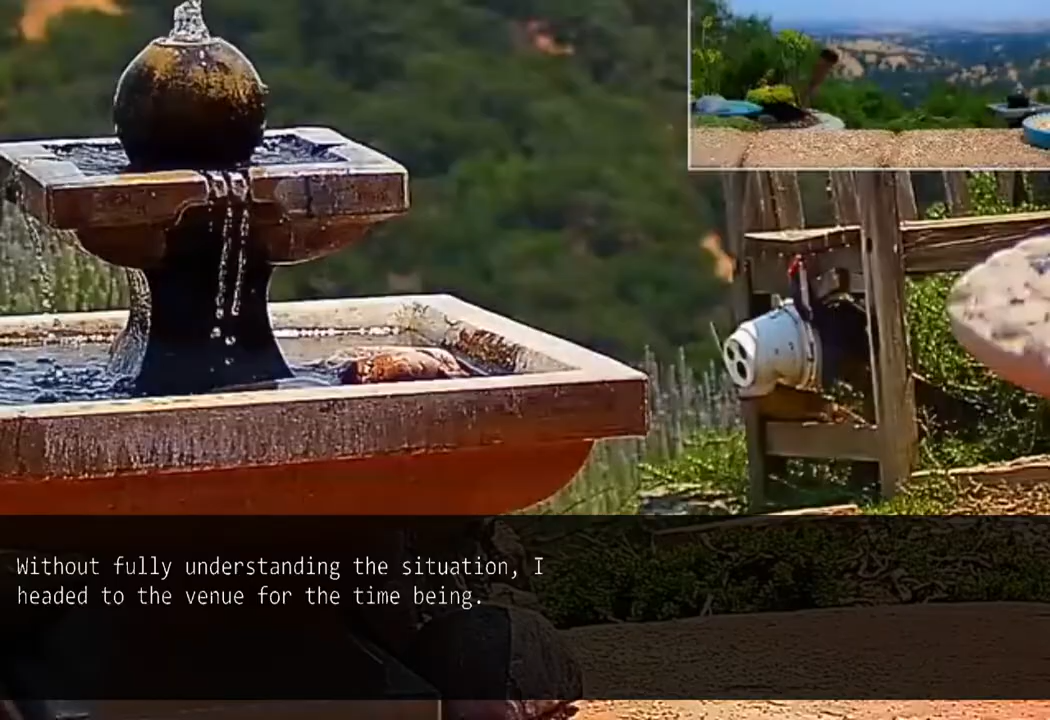 Without fully understanding the situation, I
headed to the venue for the time being.